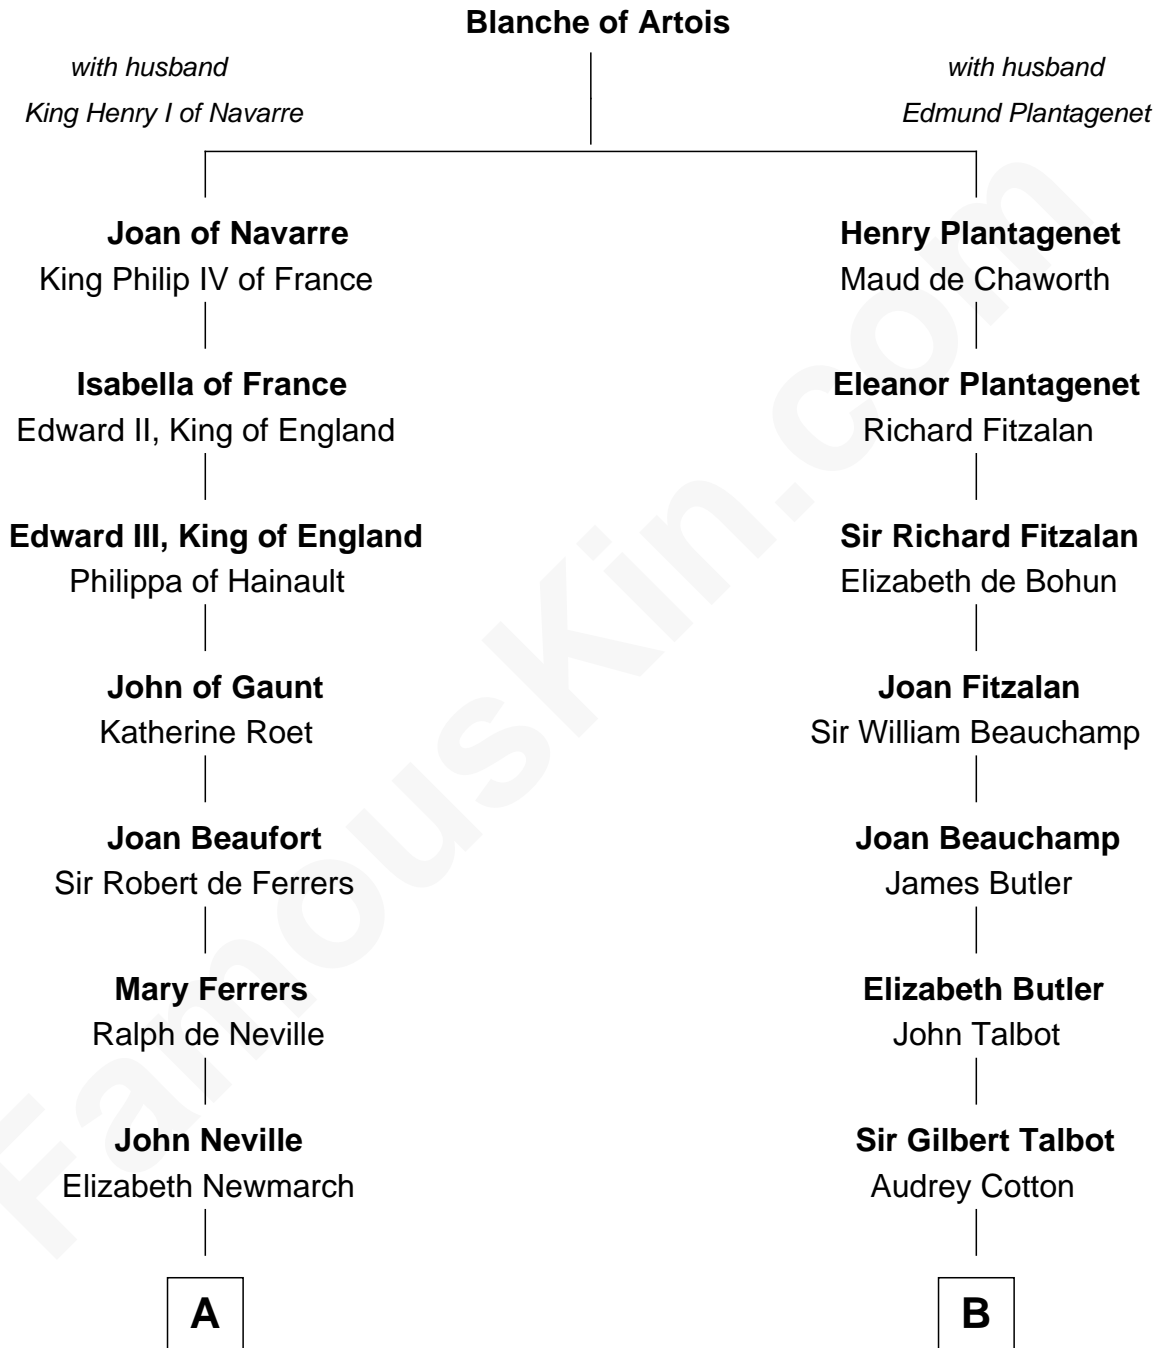 Blanche of Artois
with husband
King Henry I of Navarre
with husband
Edmund Plantagenet
Joan of Navarre
King Philip IV of France
Henry Plantagenet
Maud de Chaworth
Isabella of France
Edward II, King of England
Eleanor Plantagenet
Richard Fitzalan
Edward III, King of England
Philippa of Hainault
Sir Richard Fitzalan
Elizabeth de Bohun
John of Gaunt
Katherine Roet
Joan Fitzalan
Sir William Beauchamp
Joan Beaufort
Sir Robert de Ferrers
Joan Beauchamp
James Butler
Mary Ferrers
Ralph de Neville
Elizabeth Butler
John Talbot
John Neville
Elizabeth Newmarch
Sir Gilbert Talbot
Audrey Cotton
A
B
FamousKin.com